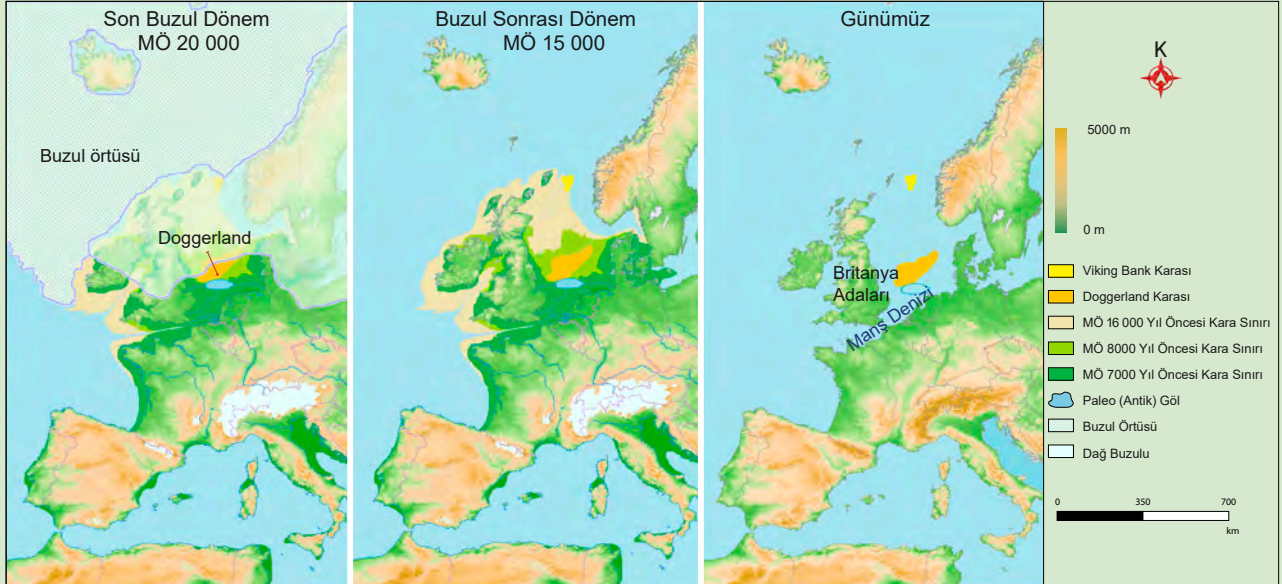 Son Buzul Dönem
MÖ 20 000
Buzul örtüsü
Doggerland
Buzul Sonrası Dönem
MÖ 15 000
Günümüz
Britanya
Adaları
Manş Denizi
K
5000 m
0 m
Viking Bank Karası
Doggerland Karası
MÖ 16 000 Yıl Öncesi Kara Sınırı
MÖ 8000 Yıl Öncesi Kara Sınırı
MÖ 7000 Yıl Öncesi Kara Sınırı
Paleo (Antik) Göl
Buzul Örtüsü
Dağ Buzulu
0 350 700
km